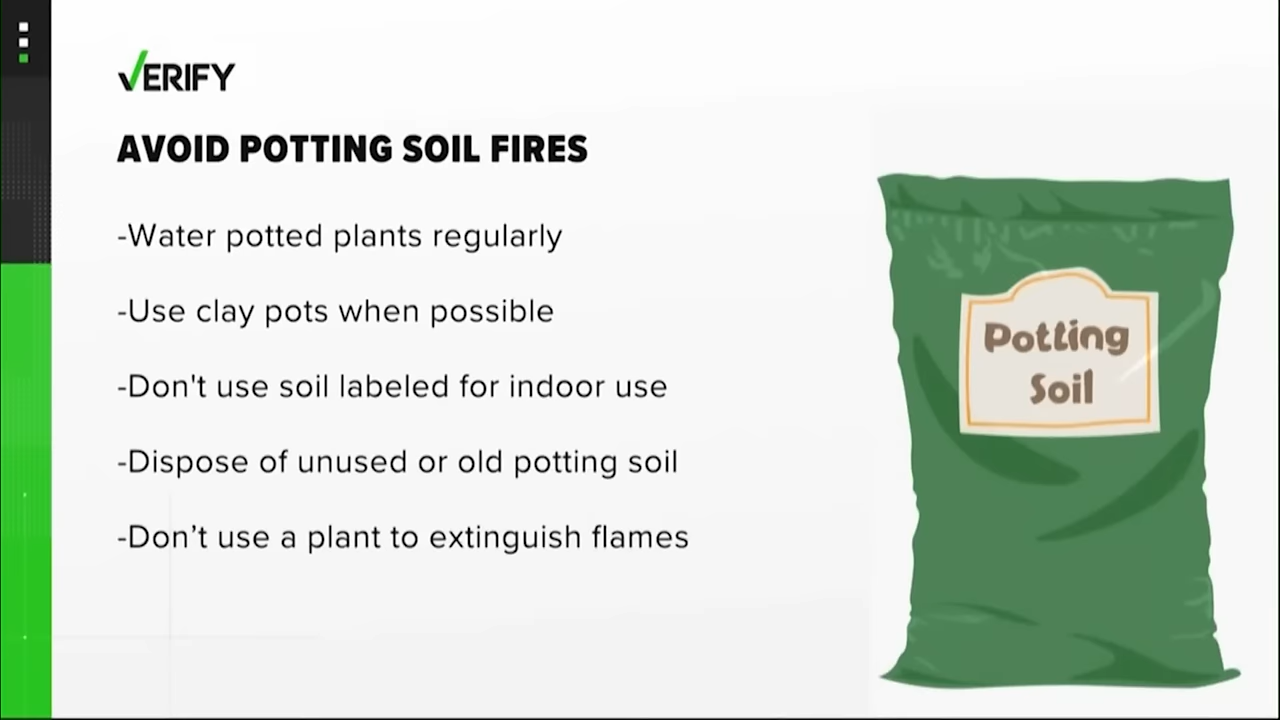 VERIFY
AVOID POTTING SOIL FIRES
-Water potted plants regularly
-Use clay pots when possible
-Don't use soil labeled for indoor use
-Dispose of unused or old potting soil
-Don’t use a plant to extinguish flames
Potting
Soil